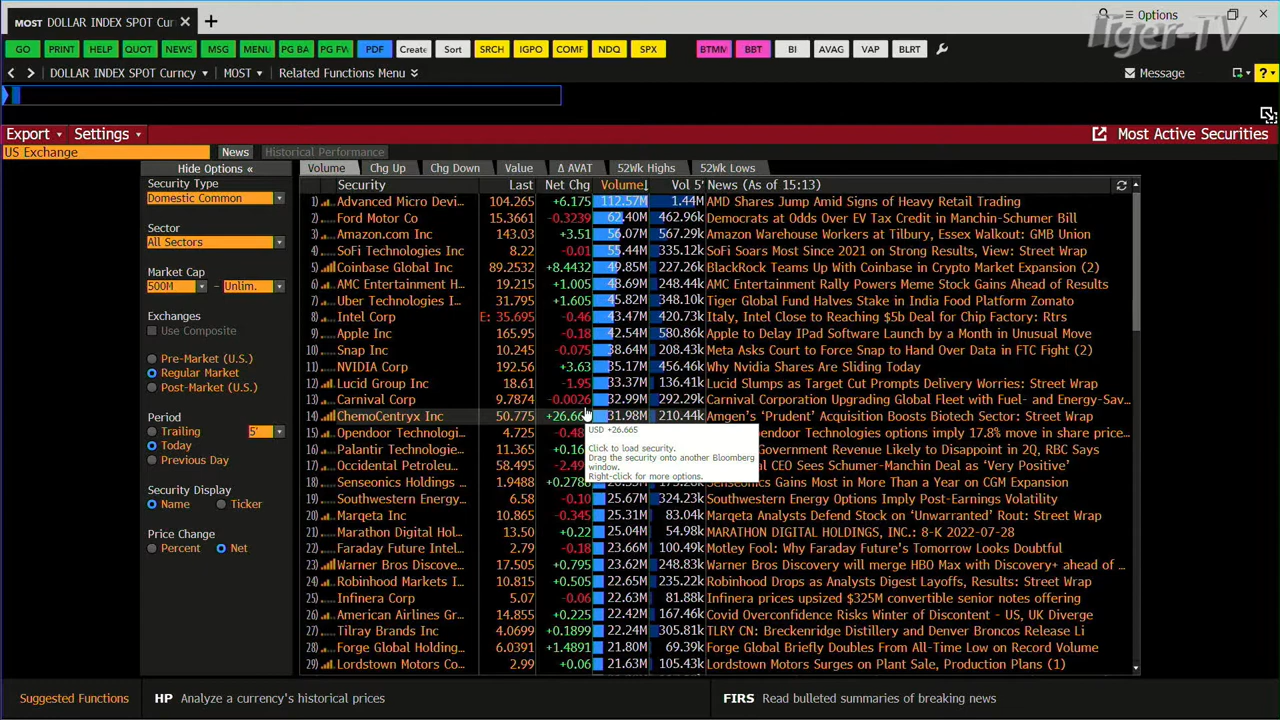 MOST DOLLAR INDEX SPOT Cur
Options
Tiger-TV
GO PRINT HELP QUOT NEWS MSG MENU PG BA PG FW PDF Create Sort SRCH IGPO COMF NDQ SPX BTMM BBT BI AVAG VAP BLRT
DOLLAR INDEX SPOT Curncy MOST Related Functions Menu Message ?
Export Settings Most Active Securities
US Exchange News Historical Performance
Hide Options « Volume Chg Up Chg Down Value Δ AVAT 52Wk Highs 52Wk Lows
Security Type
Domestic Common
Sector
All Sectors
Market Cap
500M - Unlim.
Exchanges
Use Composite
Pre-Market (U.S.)
Regular Market
Post-Market (U.S.)
Period
Trailing 5'
Today
Previous Day
Security Display
Name Ticker
Price Change
Percent Net
Security Last Net Chg Volume↓ Vol 5' News (As of 15:13)
1) Advanced Micro Devi... 104.265 +6.175 112.57M 1.44M AMD Shares Jump Amid Signs of Heavy Retail Trading
2) Ford Motor Co 15.3661 -0.3239 62.40M 462.96k Democrats at Odds Over EV Tax Credit in Manchin-Schumer Bill
3) Amazon.com Inc 143.03 +3.51 56.07M 567.29k Amazon Warehouse Workers at Tilbury, Essex Walkout: GMB Union
4) SoFi Technologies Inc 8.22 -0.01 55.44M 335.12k SoFi Soars Most Since 2021 on Strong Results, View: Street Wrap
5) Coinbase Global Inc 89.2532 +8.4432 49.85M 227.26k BlackRock Teams Up With Coinbase in Crypto Market Expansion (2)
6) AMC Entertainment H... 19.215 +1.005 48.69M 248.44k AMC Entertainment Rally Powers Meme Stock Gains Ahead of Results
7) Uber Technologies I... 31.795 +1.605 45.82M 348.10k Tiger Global Fund Halves Stake in India Food Platform Zomato
8) Intel Corp E: 35.695 -0.46 43.47M 420.73k Italy, Intel Close to Reaching $5b Deal for Chip Factory: Rtrs
9) Apple Inc 165.95 -0.18 42.54M 580.86k Apple to Delay IPad Software Launch by a Month in Unusual Move
10) Snap Inc 10.245 -0.075 38.64M 208.43k Meta Asks Court to Force Snap to Hand Over Data in FTC Fight (2)
11) NVIDIA Corp 192.56 +3.63 35.17M 456.46k Why Nvidia Shares Are Sliding Today
12) Lucid Group Inc 18.61 -1.95 33.37M 136.41k Lucid Slumps as Target Cut Prompts Delivery Worries: Street Wrap
13) Carnival Corp 9.7874 -0.0026 32.99M 292.29k Carnival Corporation Upgrading Global Fleet with Fuel- and Energy-Sav...
14) ChemoCentryx Inc 50.775 +26.66 31.98M 210.44k Amgen's 'Prudent' Acquisition Boosts Biotech Sector: Street Wrap
15) Opendoor Technologi... 4.725 -0.48 endoor Technologies options imply 17.8% move in share price...
16) Palantir Technologie... 10.965 +0.16 Revenue Likely to Disappoint in 2Q, RBC Says
17) Occidental Petroleu... 58.495 -2.49 CEO Sees Schumer-Manchin Deal as 'Very Positive'
18) Senseonics Holdings ... 1.9488 +0.278 Senseonics Gains Most in More Than a Year on CGM Expansion
19) Southwestern Energy... 6.58 -0.10 25.67M 324.23k Southwestern Energy Options Imply Post-Earnings Volatility
20) Marqeta Inc 8.80 -0.345 25.31M 83.04k Marqeta Analysts Defend Stock on 'Unwarranted' Rout: Street Wrap
21) Marathon Digital Hol... 13.50 +0.22 25.04M 54.98k MARATHON DIGITAL HOLDINGS, INC.: 8-K 2022-07-28
22) Faraday Future Intel... 2.79 -0.18 23.66M 100.49k Motley Fool: Why Faraday Future's Tomorrow Looks Doubtful
23) Warner Bros Discove... 17.505 +0.795 23.62M 248.83k Warner Bros Discovery will merge HBO Max with Discovery+ ahead of ...
24) Robinhood Markets I... 10.815 +0.505 22.65M 235.22k Robinhood Drops as Analysts Digest Layoffs, Results: Street Wrap
25) Infinera Corp 5.07 -0.06 22.63M 81.88k Infinera prices upsized $325M convertible senior notes offering
26) American Airlines Gr... 14.855 +0.225 22.42M 167.46k Covid Overconfidence Risks Winter of Discontent - US, UK Diverge
27) Tilray Brands Inc 4.0699 +0.1899 22.24M 305.81k TLRY CN: Breckenridge Distillery and Denver Broncos Release Li
28) Forge Global Holding... 6.0391 +1.4891 21.80M 69.39k Forge Global Briefly Doubles From All-Time Low on Record Volume
29) Lordstown Motors Co... 2.99 +0.06 21.63M 105.43k Lordstown Motors Surges on Plant Sale, Production Plans (1)
USD +26.665
Click to load security.
Drag the security onto another Bloomberg
window.
Right-click for more options.
Suggested Functions HP Analyze a currency's historical prices FIRS Read bulleted summaries of breaking news